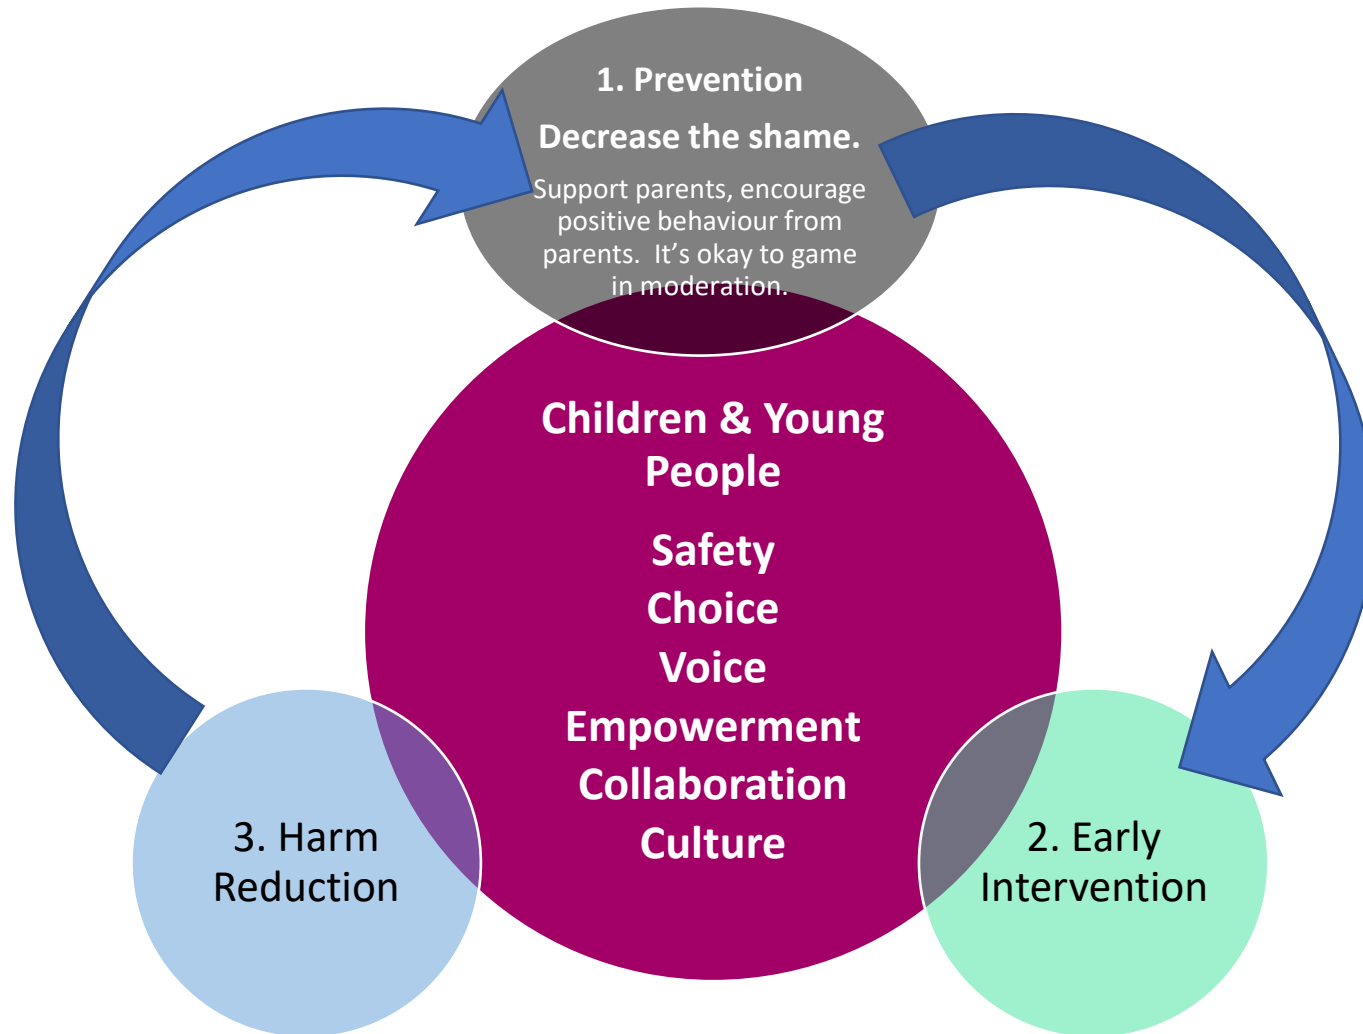 1. Prevention
Decrease the shame.
Support parents, encourage
positive behaviour from
parents.  It’s okay to game
in moderation.
Children & Young
People
Safety
Choice
Voice
Empowerment
Collaboration
Culture
3. Harm
Reduction
2. Early
Intervention